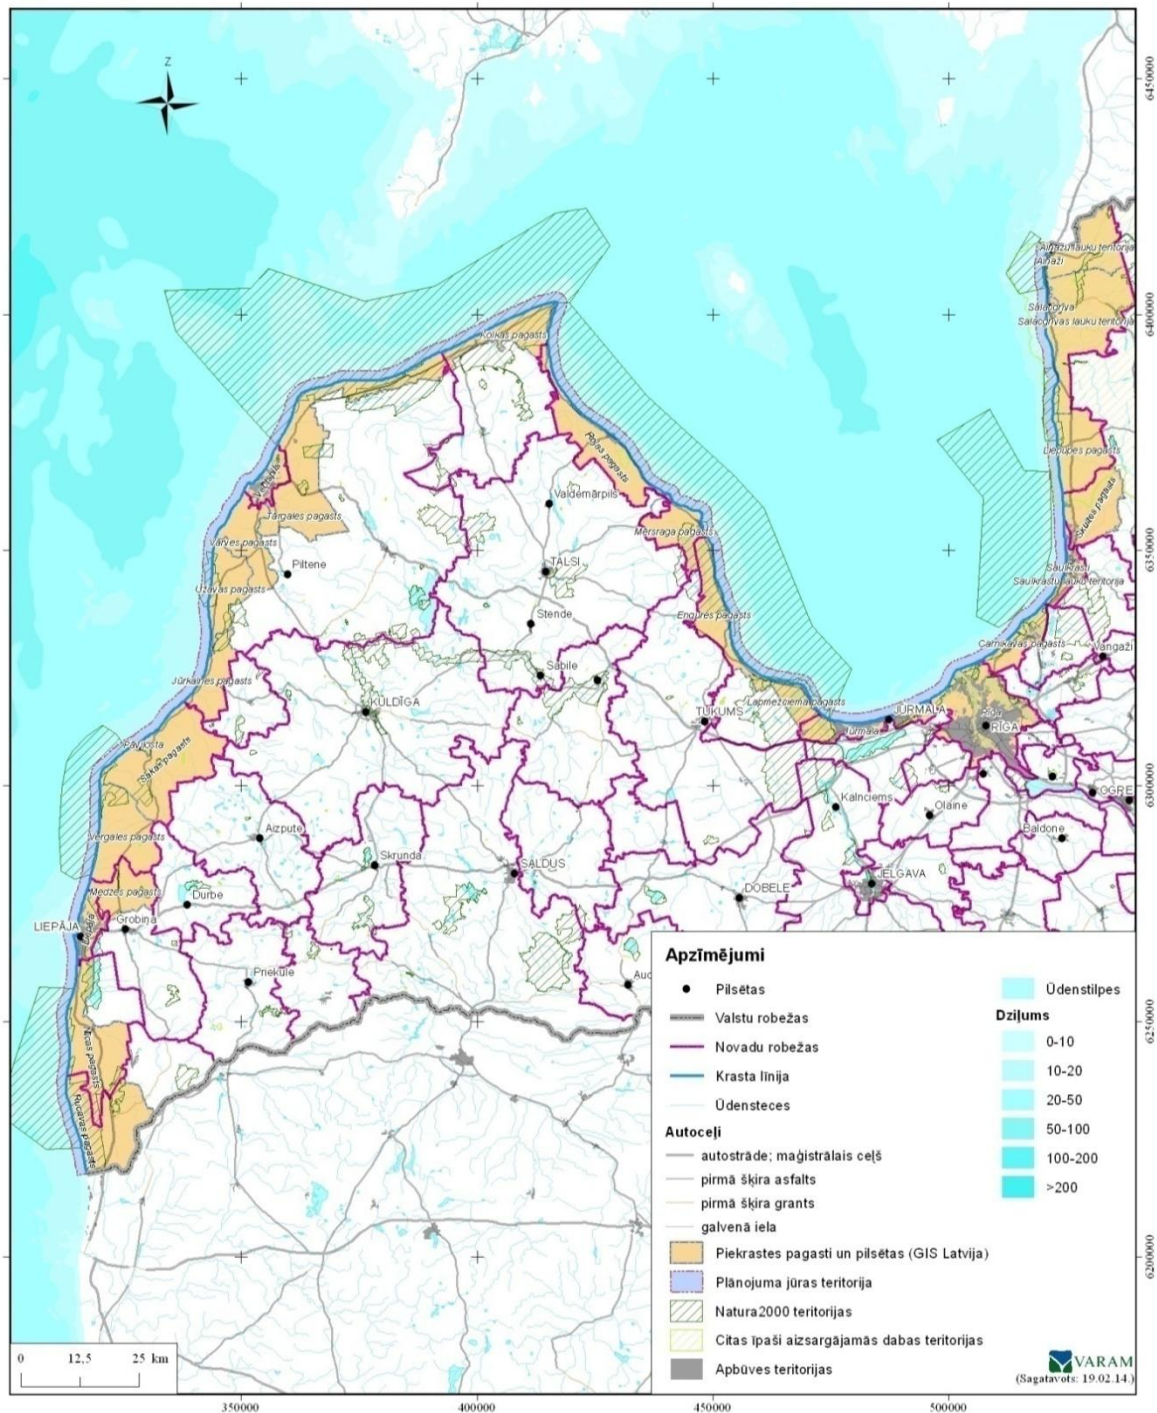 Z
6450000
Ainažu lauku teritorija
Ainaži
Salacgrīva
Salacgrīvas lauku teritorija
6400000
Kolkas pagasts
Liepupes pagasts
Rojas pagasts
Ventspils
Valdemārpils
Skultes pagasts
Tārgales pagasts
Mērsraga pagasts
Vārves pagasts
6350000
Piltene
TALSI
Saulkrasti
Saulkrastu lauku teritorija
Užavas pagasts
Stende
Engures pagasts
Carnikavas pagasts
Vangaži
Sabile
Jūrkalnes pagasts
KULDĪGA
Lapmežciema pagasts
TUKUMS
JŪRMALA
Jūrmala
Rīga
RĪGA
Pāvilosta
Sakas pagasts
6300000
OGRE
Kalnciems
Olaine
Vērgales pagasts
Aizpute
Baldone
Skrunda
SALDUS
JELGAVA
Medzes pagasts
Durbe
DOBELE
LIEPĀJA
Liepāja
Grobiņa
Priekule
Auc
Nīcas pagasts
6250000
Rucavas pagasts
Apzīmējumi
Pilsētas
Valstu robežas
Novadu robežas
Krasta līnija
Ūdensteces
Autoceļi
autostrāde; maģistrālais ceļš
pirmā šķira asfalts
pirmā šķira grants
galvenā iela
Piekrastes pagasti un pilsētas (GIS Latvija)
Plānojuma jūras teritorija
Natura2000 teritorijas
Citas īpaši aizsargājamās dabas teritorijas
Apbūves teritorijas
Ūdenstilpes
Dziļums
0-10
10-20
20-50
50-100
100-200
>200
6200000
VARAM
(Sagatavots: 19.02.14.)
0 12,5 25 km
350000 400000 450000 500000